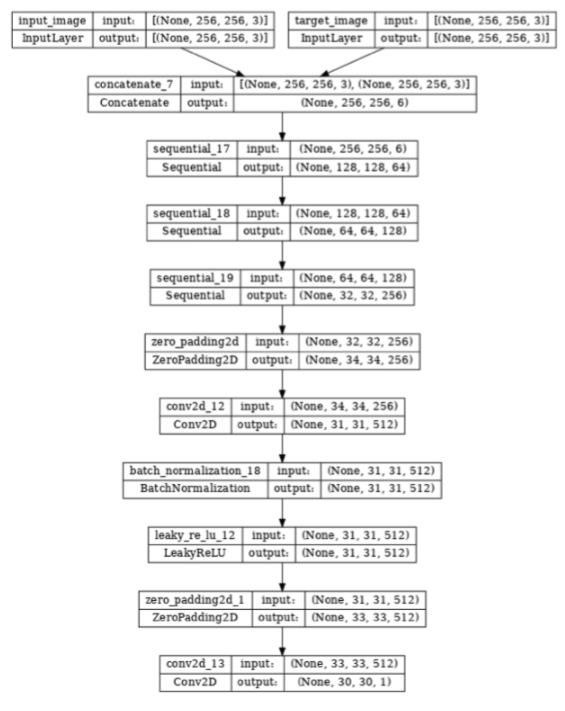 input_image input: [(None, 256, 256, 3)] target_image input: [(None, 256, 256, 3)]
InputLayer output: [(None, 256, 256, 3)] InputLayer output: [(None, 256, 256, 3)]
concatenate_7 input: [(None, 256, 256, 3), (None, 256, 256, 3)]
Concatenate output: (None, 256, 256, 6)
sequential_17 input: (None, 256, 256, 6)
Sequential output: (None, 128, 128, 64)
sequential_18 input: (None, 128, 128, 64)
Sequential output: (None, 64, 64, 128)
sequential_19 input: (None, 64, 64, 128)
Sequential output: (None, 32, 32, 256)
zero_padding2d input: (None, 32, 32, 256)
ZeroPadding2D output: (None, 34, 34, 256)
conv2d_12 input: (None, 34, 34, 256)
Conv2D output: (None, 31, 31, 512)
batch_normalization_18 input: (None, 31, 31, 512)
BatchNormalization output: (None, 31, 31, 512)
leaky_re_lu_12 input: (None, 31, 31, 512)
LeakyReLU output: (None, 31, 31, 512)
zero_padding2d_1 input: (None, 31, 31, 512)
ZeroPadding2D output: (None, 33, 33, 512)
conv2d_13 input: (None, 33, 33, 512)
Conv2D output: (None, 30, 30, 1)